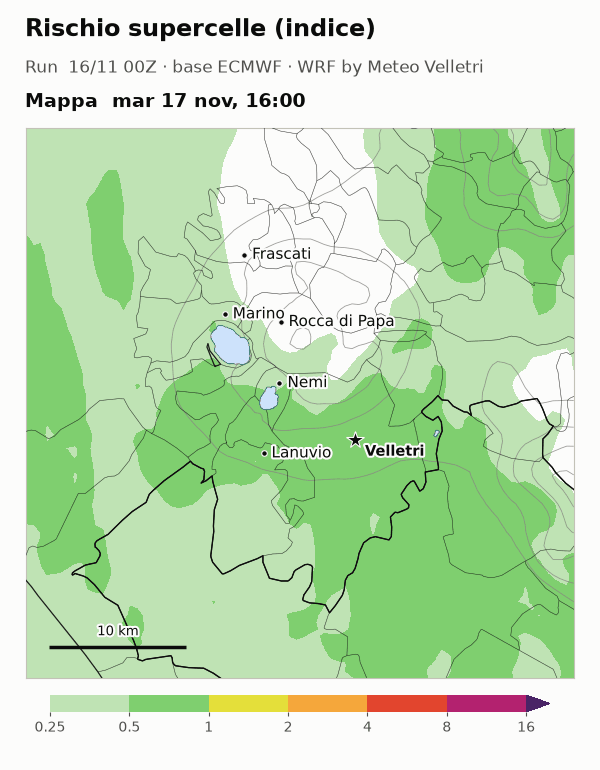 Rischio supercelle (indice)
Run  16/11 00Z · base ECMWF · WRF by Meteo Velletri
Mappa  mar 17 nov, 16:00
Frascati
Marino
Rocca di Papa
Nemi
Velletri
Lanuvio
10 km
0.25 0.5 1 2 4 8 16